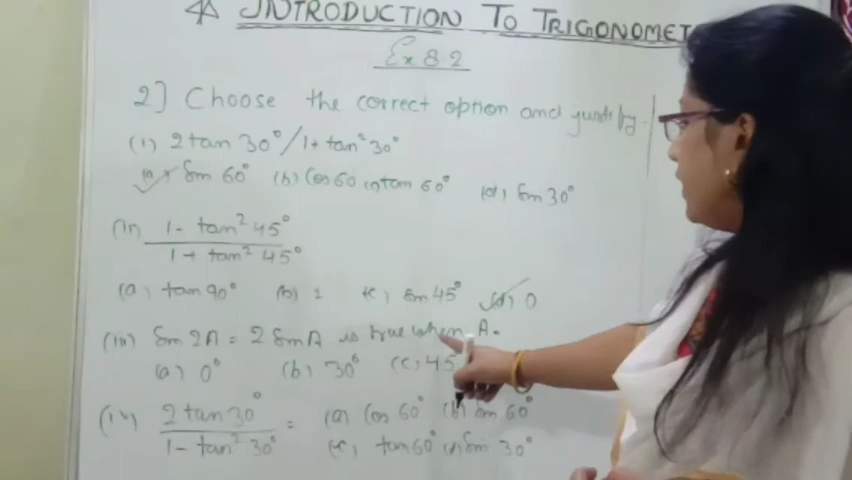 INTRODUCTION TO TRIGONOMET
Ex 8.2
2] Choose the correct option and justify.
(i) 2 tan 30° / 1 + tan² 30°
(a) Sin 60° (b) Cos 60 (c) tan 60° (d) Sin 30°
(ii) 1 - tan² 45°
1 + tan² 45°
(a) tan 90° (b) 1 (c) Sin 45° (d) 0
(iii) Sin 2A = 2 Sin A is true when A =
(a) 0° (b) 30° (c) 45°
(iv) 2 tan 30° = (a) Cos 60° (b) Sin 60°
1 - tan² 30° (c) tan 60° (d) Sin 30°